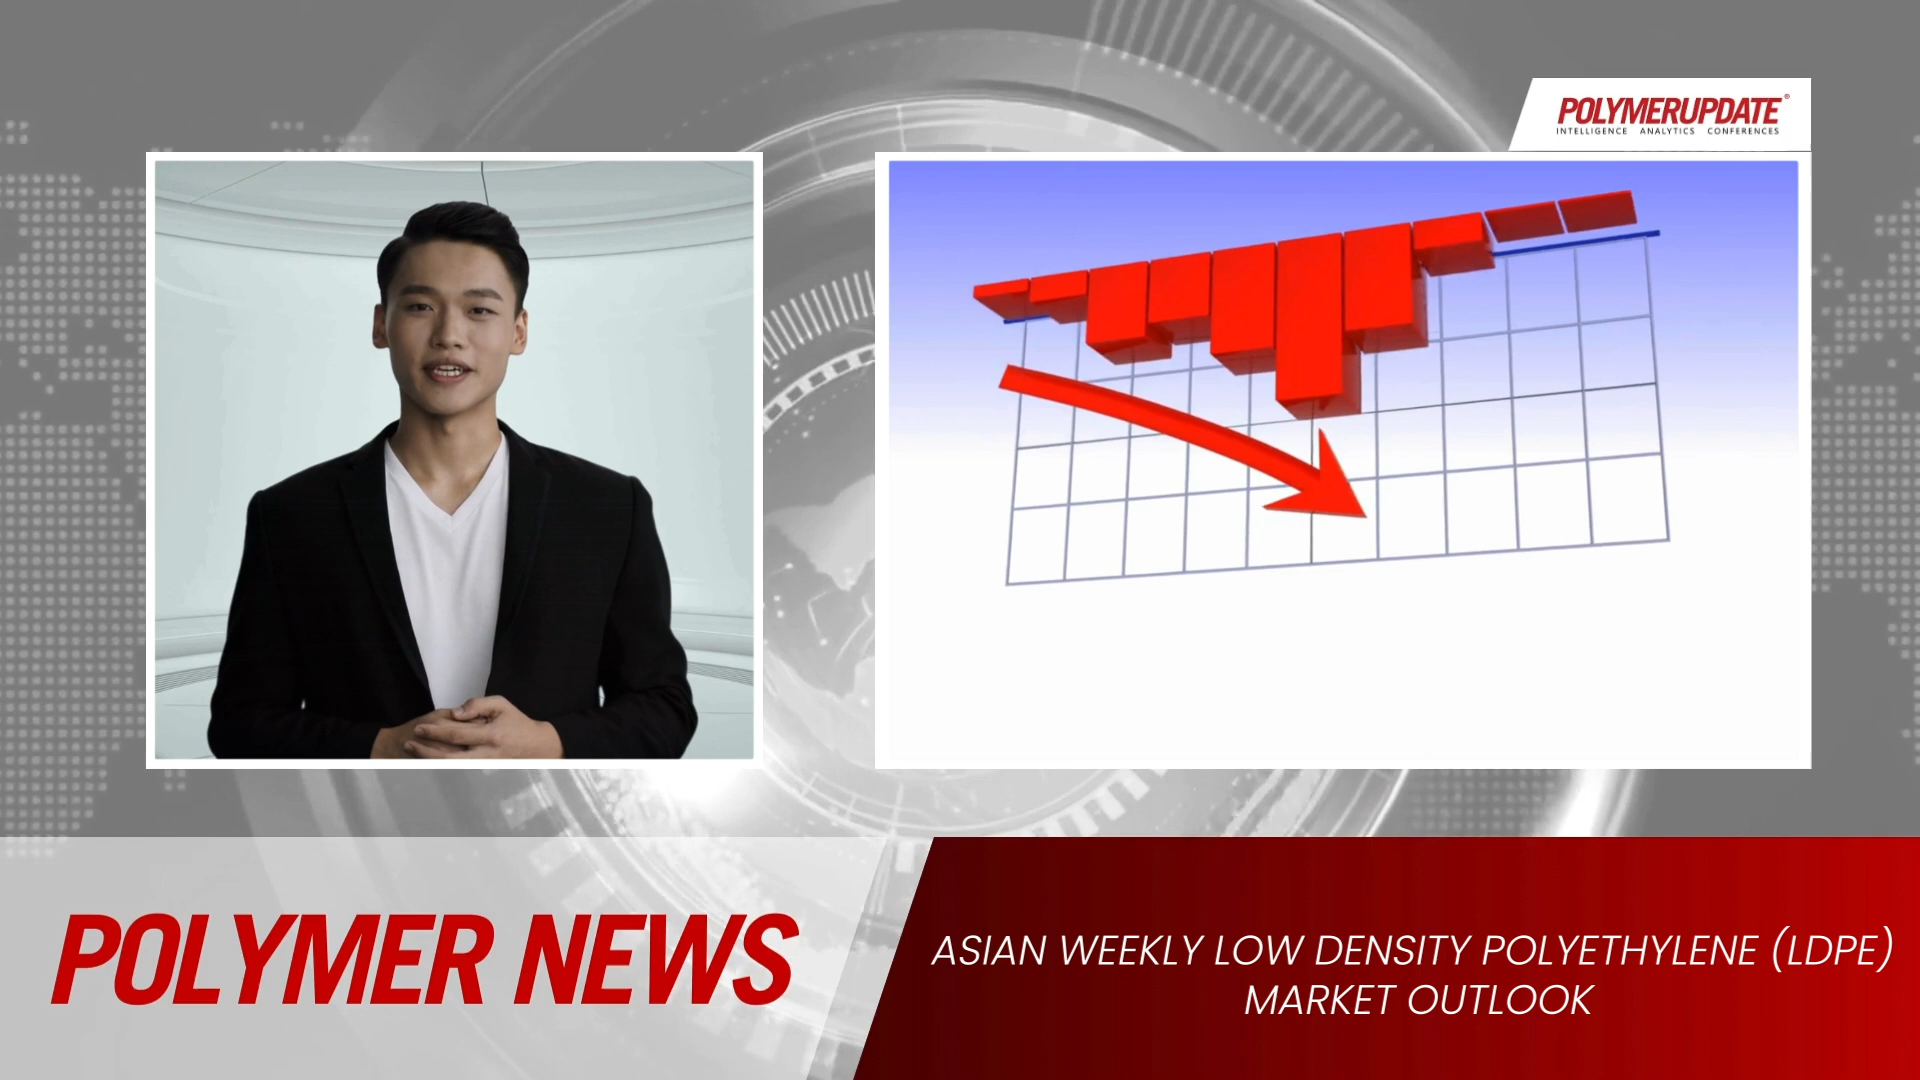 POLYMERUPDATE®
INTELLIGENCE ANALYTICS CONFERENCES
POLYMER NEWS
ASIAN WEEKLY LOW DENSITY POLYETHYLENE (LDPE)
MARKET OUTLOOK